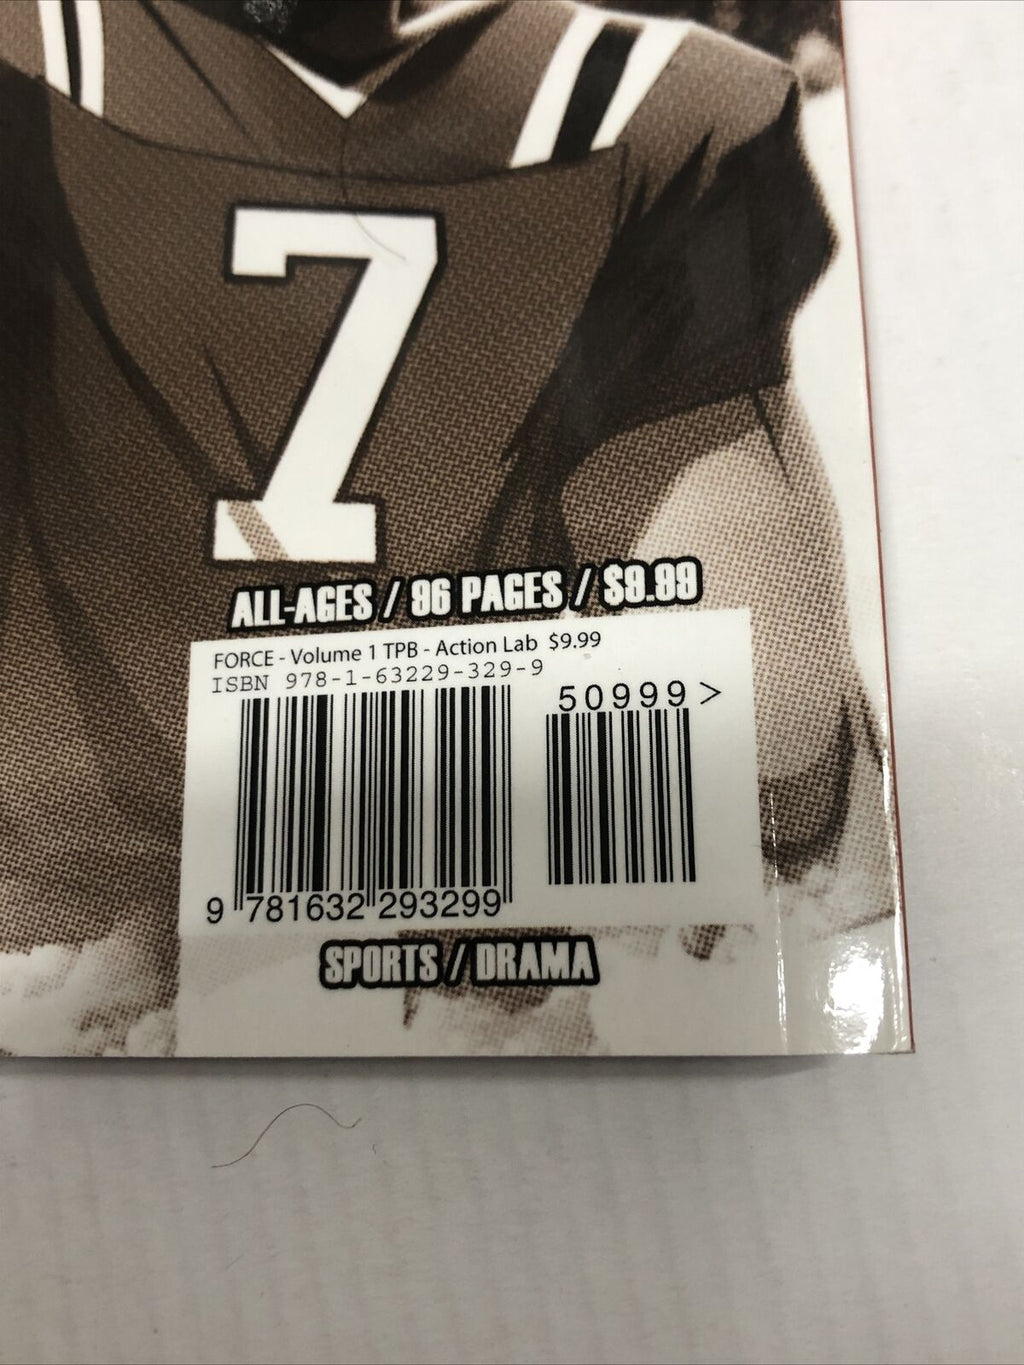 7
ALL-AGES / 96 PAGES / $9.99
FORCE - Volume 1 TPB - Action Lab $9.99
ISBN 978-1-63229-329-9
50999 >
9 781632 293299
SPORTS / DRAMA